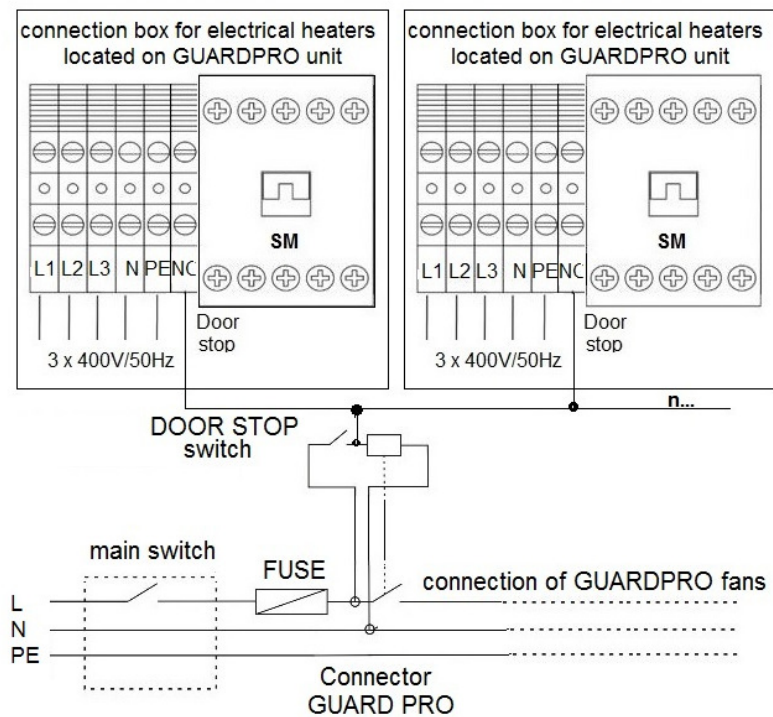 connection box for electrical heaters
located on GUARDPRO unit
SM
L1 L2 L3 N PE NC
Door
stop
3 x 400V/50Hz
connection box for electrical heaters
located on GUARDPRO unit
SM
L1 L2 L3 N PE NC
Door
stop
3 x 400V/50Hz
n...
DOOR STOP
switch
main switch
FUSE
connection of GUARDPRO fans
L
N
PE
Connector
GUARD PRO